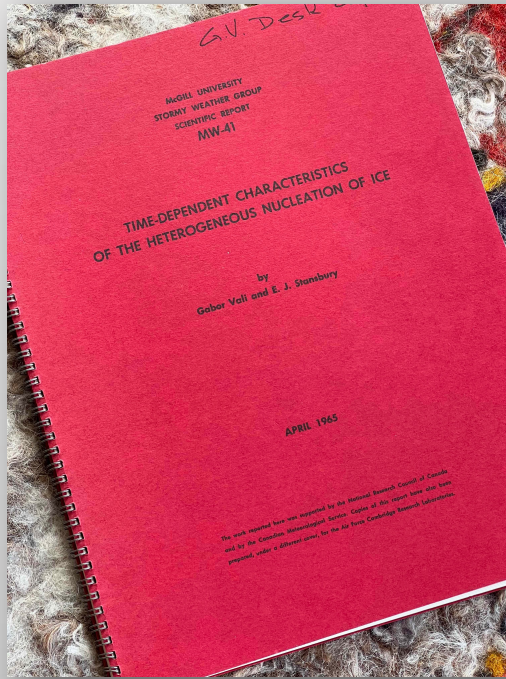 G.V. Desk
McGILL UNIVERSITY
STORMY WEATHER GROUP
SCIENTIFIC REPORT
MW-41
TIME-DEPENDENT CHARACTERISTICS
OF THE HETEROGENEOUS NUCLEATION OF ICE
by
Gabor Vali and E. J. Stansbury
APRIL 1965
The work reported here was supported by the National Research Council of Canada
and by the Canadian Meteorological Service. Copies of this report have also been
prepared, under a different cover, for the Air Force Cambridge Research Laboratories.